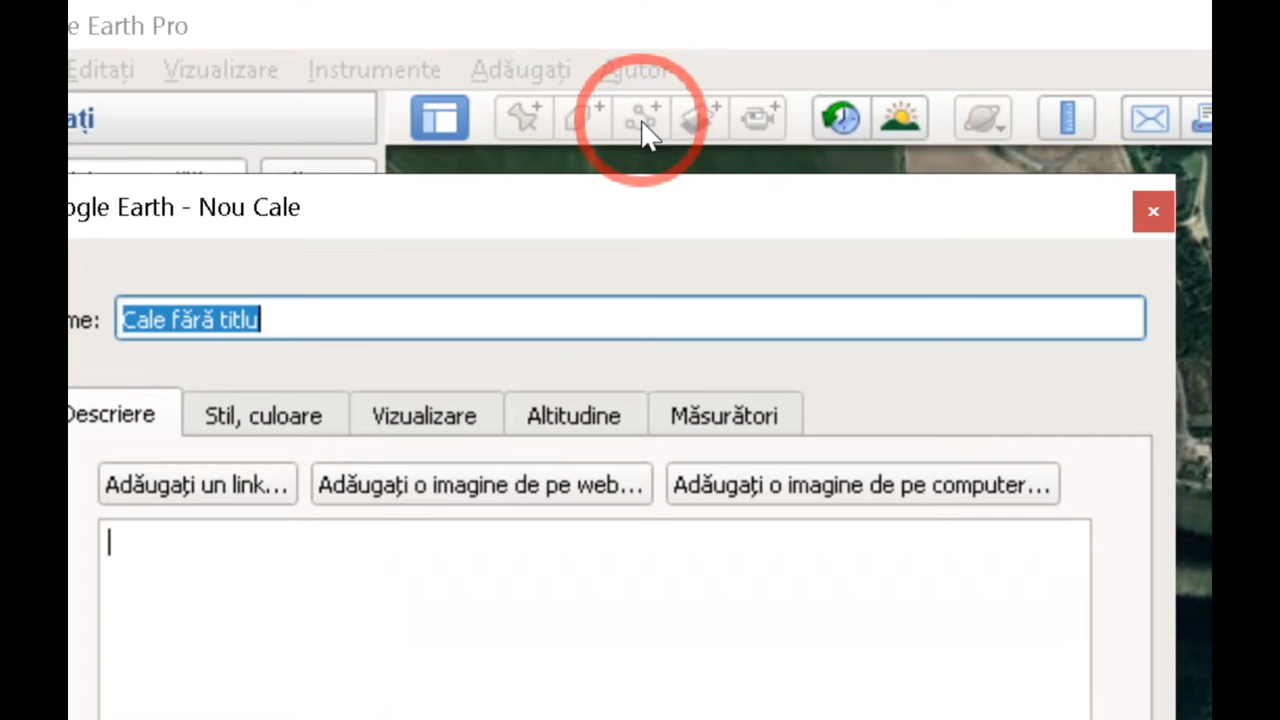 e Earth Pro
Editați Vizualizare Instrumente Adăugați Ajutor
ați
ogle Earth - Nou Cale
me: Cale fără titlu
Descriere Stil, culoare Vizualizare Altitudine Măsurători
Adăugați un link... Adăugați o imagine de pe web... Adăugați o imagine de pe computer...